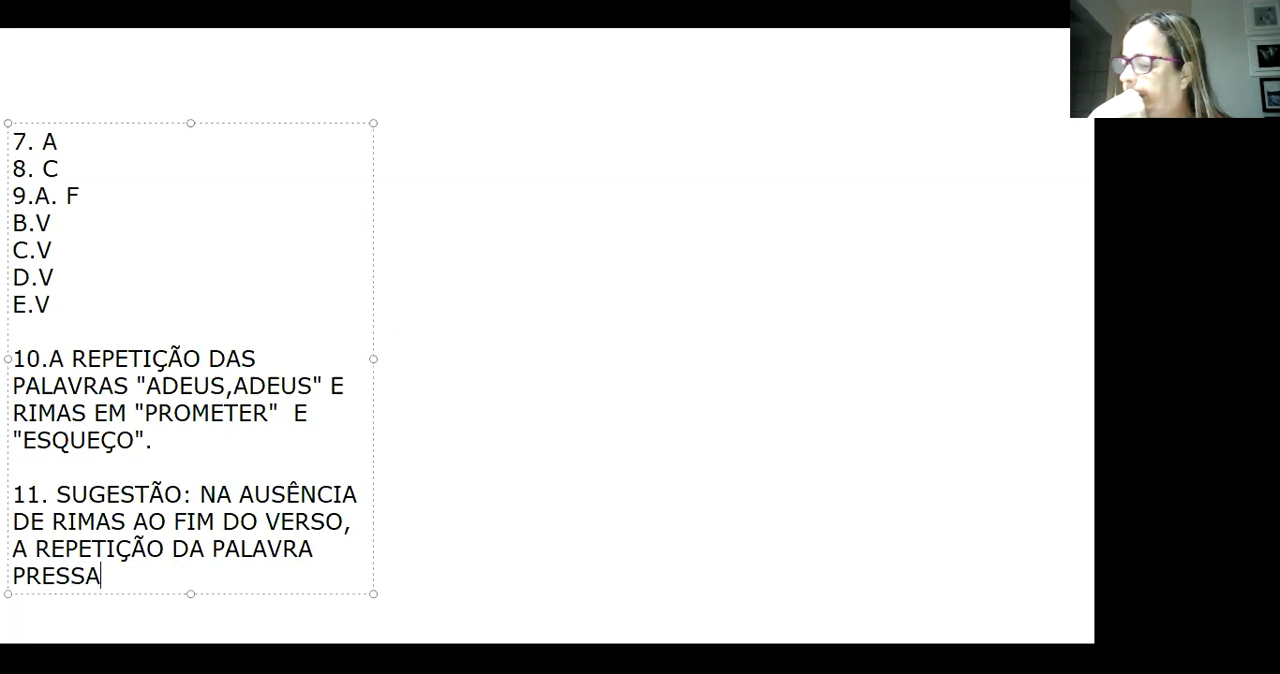 7. A
8. C
9.A. F
B.V
C.V
D.V
E.V
10.A REPETIÇÃO DAS
PALAVRAS "ADEUS,ADEUS" E
RIMAS EM "PROMETER"  E
"ESQUEÇO".
11. SUGESTÃO: NA AUSÊNCIA
DE RIMAS AO FIM DO VERSO,
A REPETIÇÃO DA PALAVRA
PRESSA